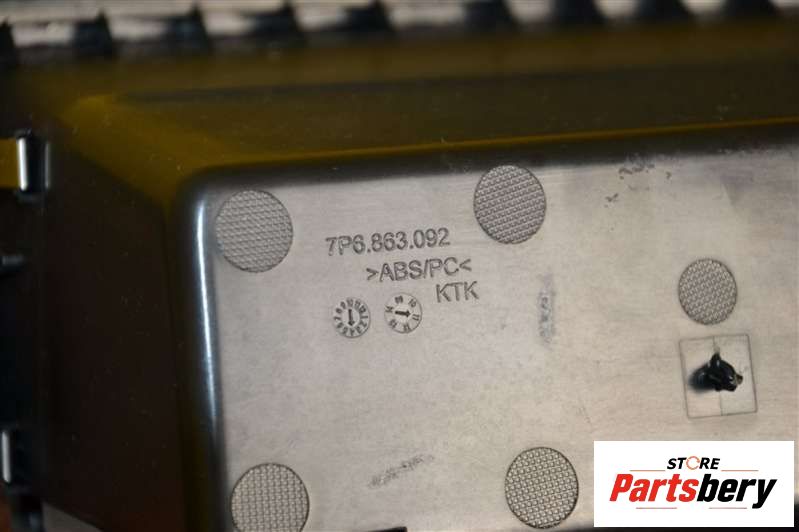 7P6.863.092
>ABS/PC<
KTK
STORE
Partsbery